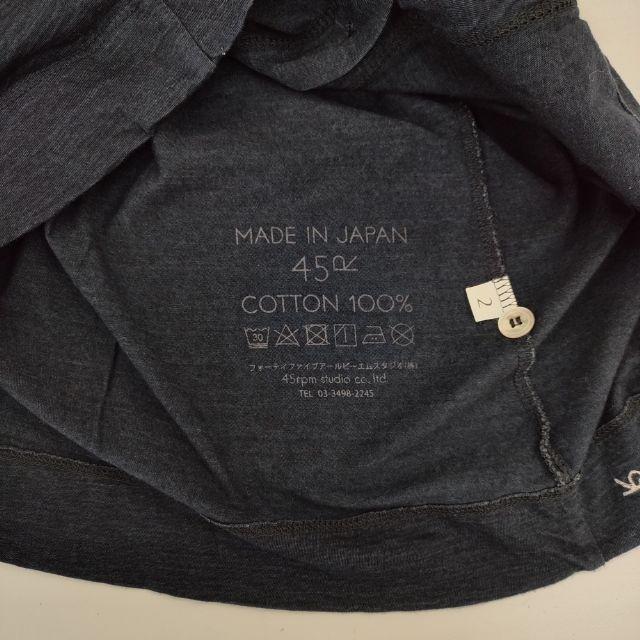 MADE IN JAPAN
45R
COTTON 100%
30
フォーティファイブアールピーエムスタジオ(株)
45rpm studio co.,ltd.
TEL 03-3498-2245
2